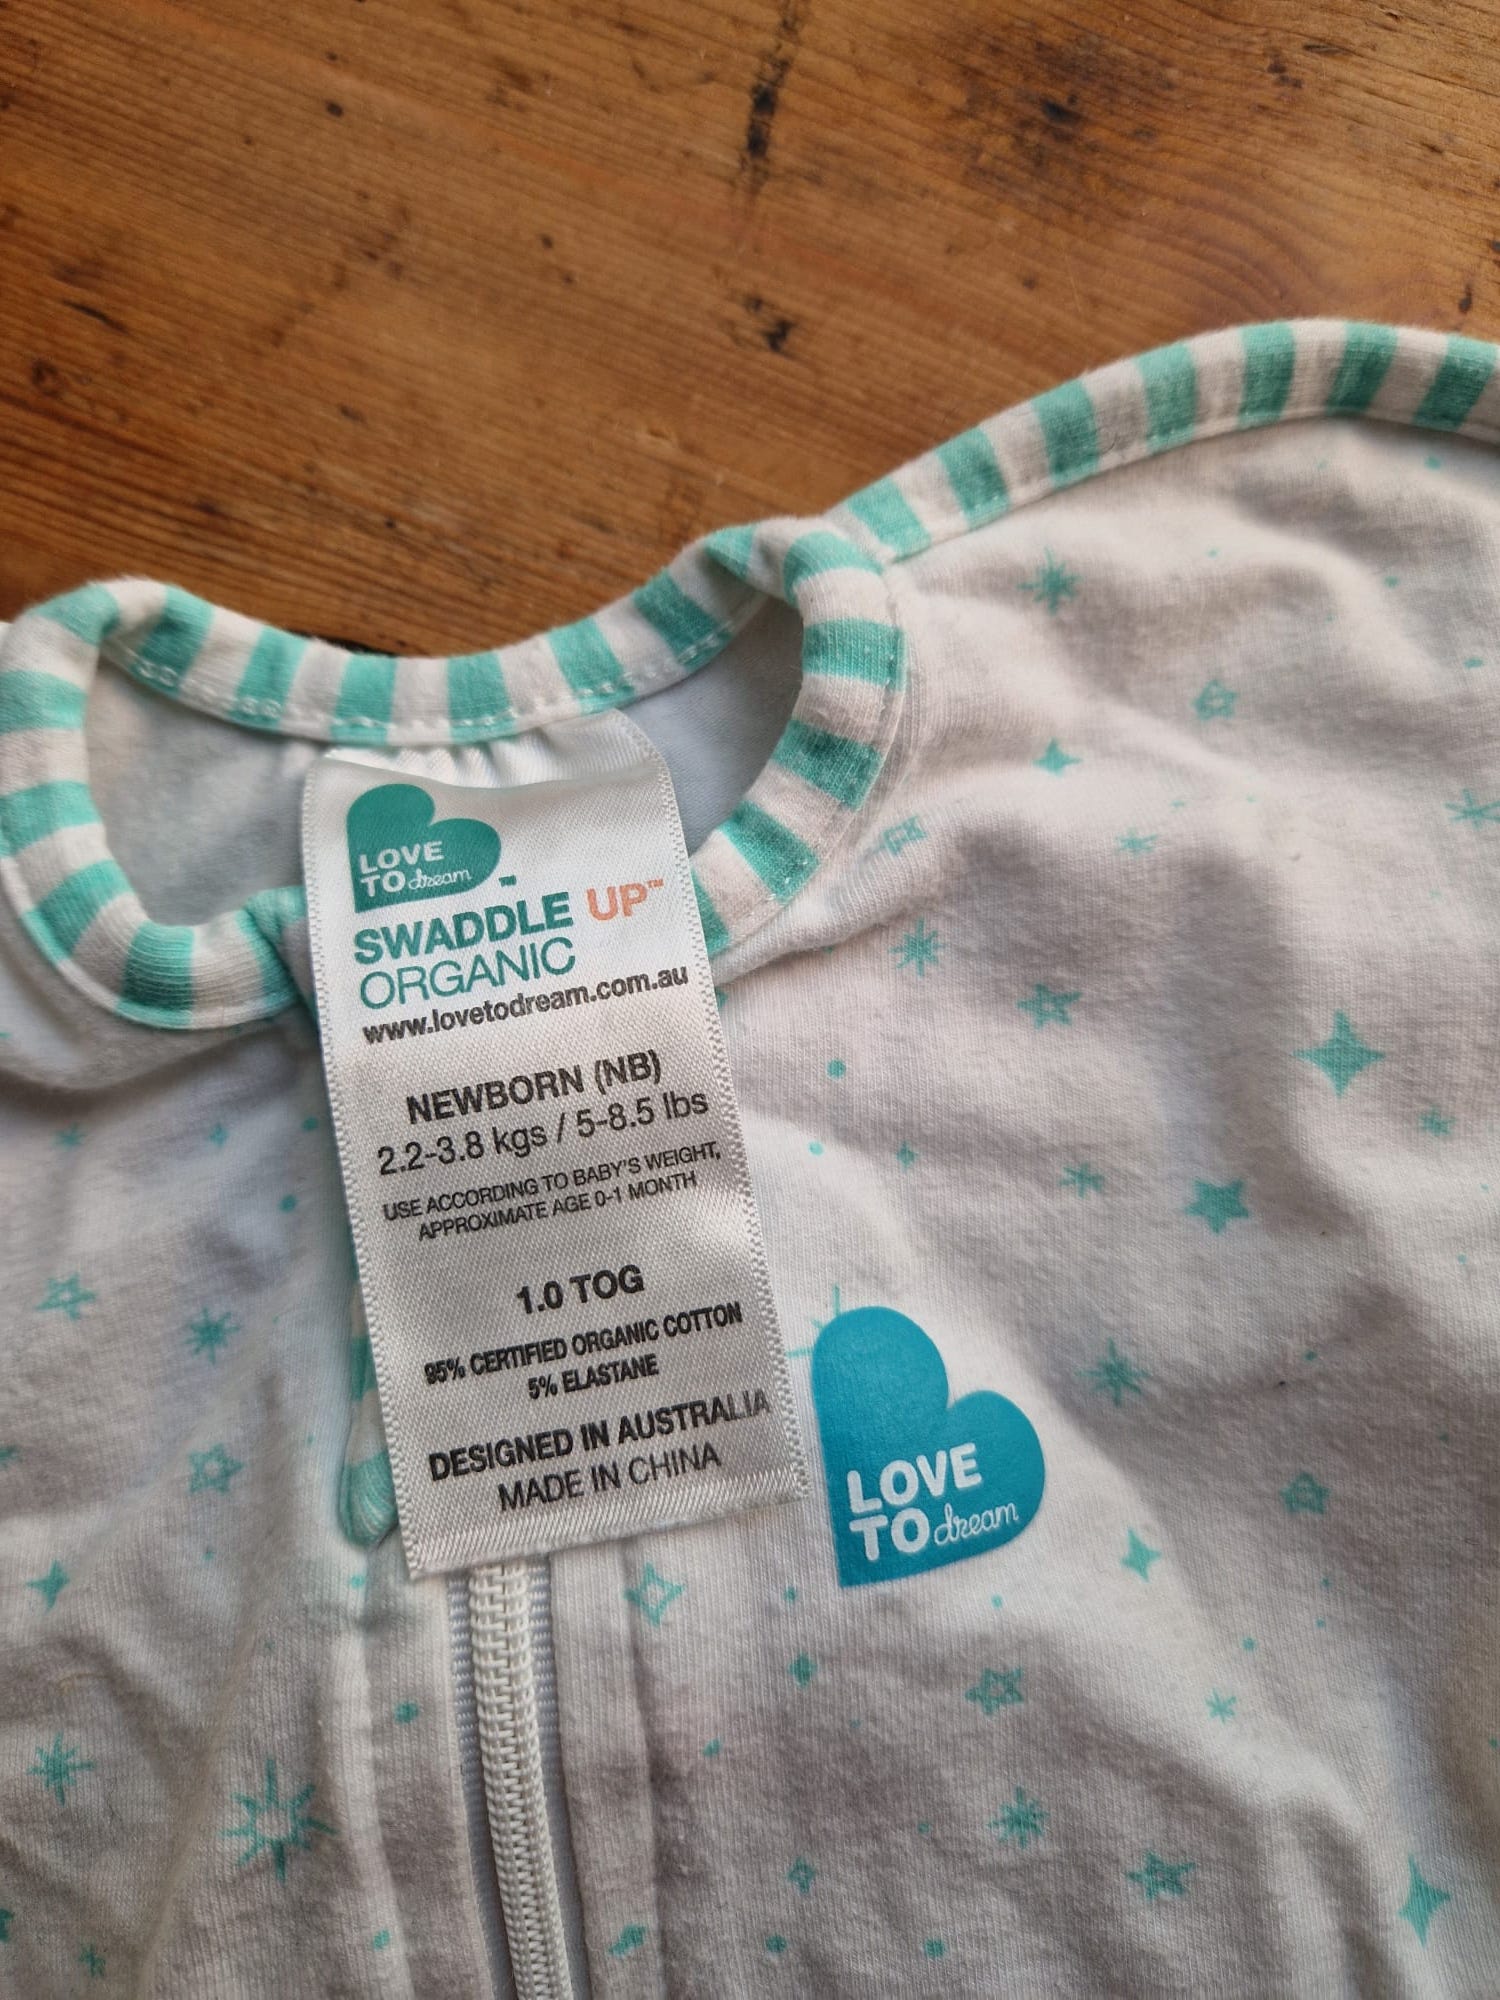 LOVE
TO dream
™
SWADDLE UP™
ORGANIC
www.lovetodream.com.au
NEWBORN (NB)
2.2-3.8 kgs / 5-8.5 lbs
USE ACCORDING TO BABY'S WEIGHT,
APPROXIMATE AGE 0-1 MONTH
1.0 TOG
95% CERTIFIED ORGANIC COTTON
5% ELASTANE
DESIGNED IN AUSTRALIA
MADE IN CHINA
LOVE
TO dream